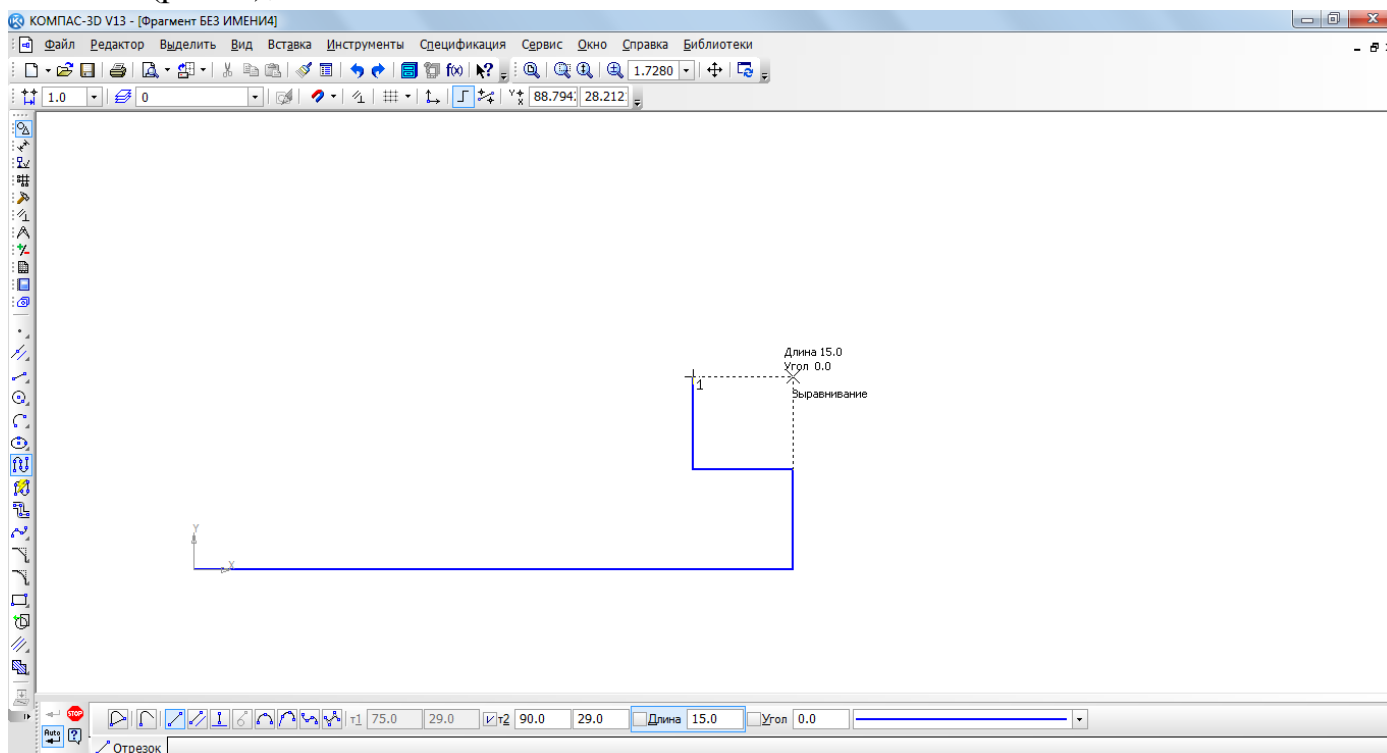 КОМПАС-3D V13 - [Фрагмент БЕЗ ИМЕНИ4]
Файл Редактор Выделить Вид Вставка Инструменты Спецификация Сервис Окно Справка Библиотеки
f(x) 1.7280
1.0 0 Y X 88.794 28.212
Длина 15.0
Угол 0.0
1
Выравнивание
Y
X
STOP т1 75.0 29.0 т2 90.0 29.0 Длина 15.0 Угол 0.0
Auto
Отрезок